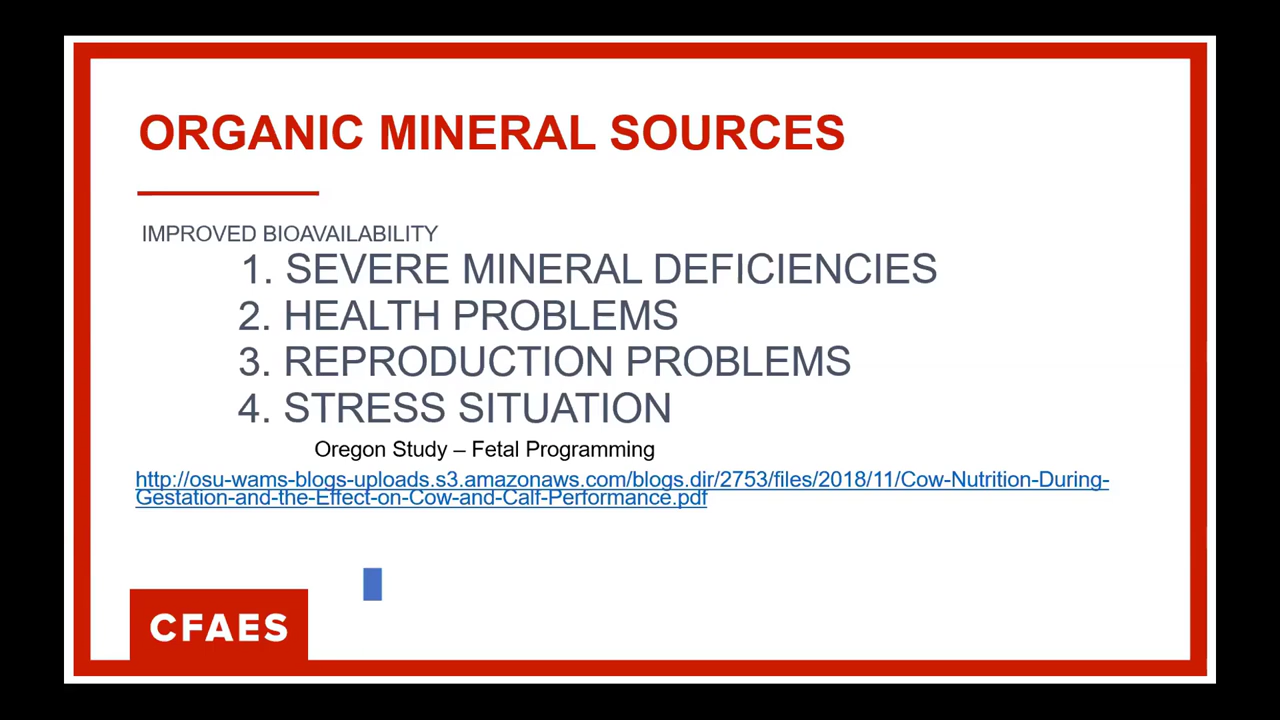 ORGANIC MINERAL SOURCES
IMPROVED BIOAVAILABILITY
1. SEVERE MINERAL DEFICIENCIES
2. HEALTH PROBLEMS
3. REPRODUCTION PROBLEMS
4. STRESS SITUATION
Oregon Study – Fetal Programming
http://osu-wams-blogs-uploads.s3.amazonaws.com/blogs.dir/2753/files/2018/11/Cow-Nutrition-During-
Gestation-and-the-Effect-on-Cow-and-Calf-Performance.pdf
CFAES